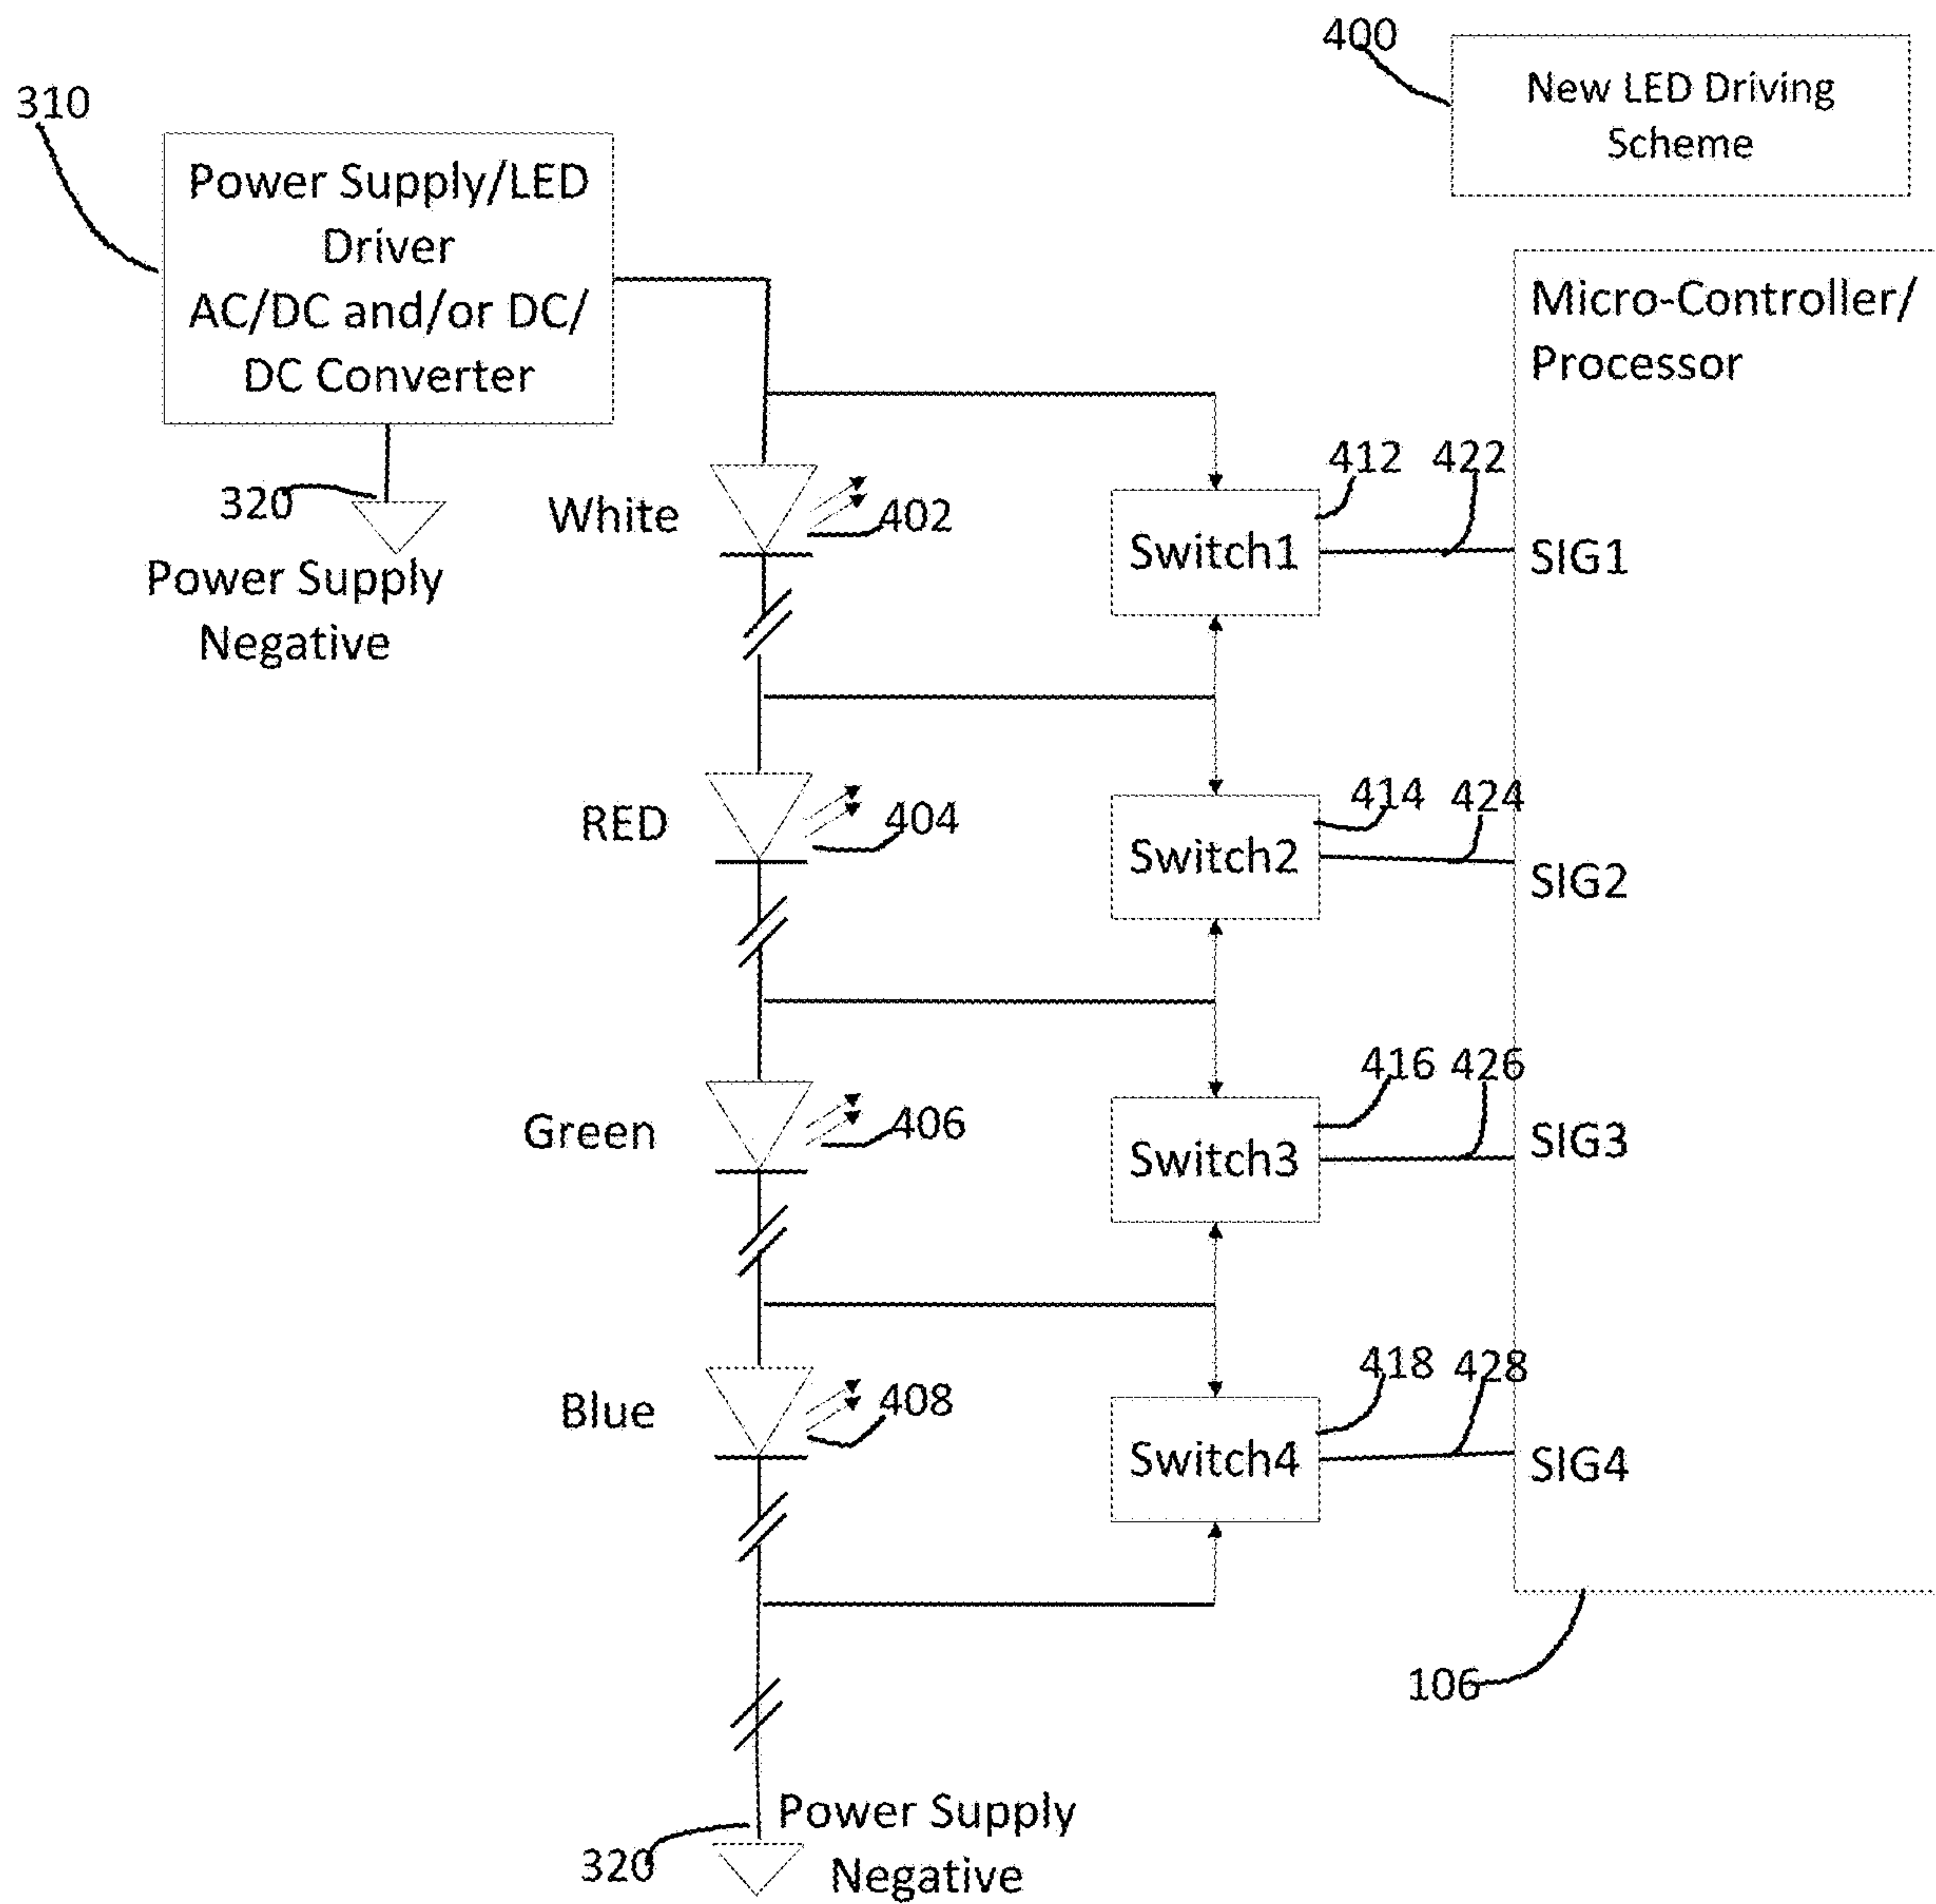 400
New LED Driving
Scheme
310
Power Supply/LED
Driver
AC/DC and/or DC/
DC Converter
Micro-Controller/
Processor
320
Power Supply
Negative
White
402
Switch1
412
422
SIG1
RED
404
Switch2
414
424
SIG2
Green
406
Switch3
416
426
SIG3
Blue
408
Switch4
418
428
SIG4
106
320
Power Supply
Negative